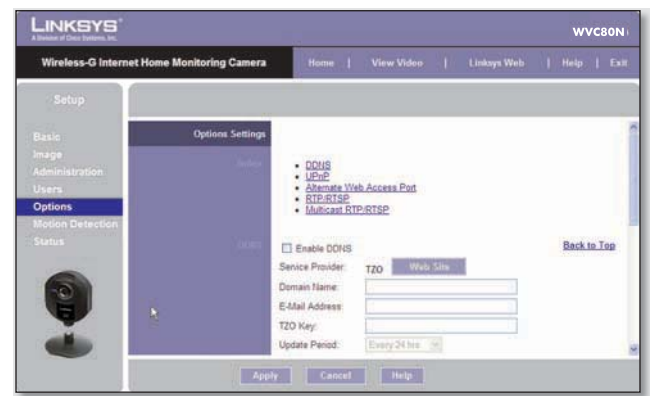 LINKSYS®
A Division of Cisco Systems, Inc.
WVC80N
Wireless-G Internet Home Monitoring Camera
Home | View Video | Linksys Web | Help | Exit
Setup
Basic
Image
Administration
Users
Options
Motion Detection
Status
Options Settings
Index
DDNS
UPnP
Alternate Web Access Port
RTP/RTSP
Multicast RTP/RTSP
DDNS
Enable DDNS
Back to Top
Service Provider: TZO Web Site
Domain Name:
E-Mail Address:
TZO Key:
Update Period: Every 24 hrs
Apply Cancel Help